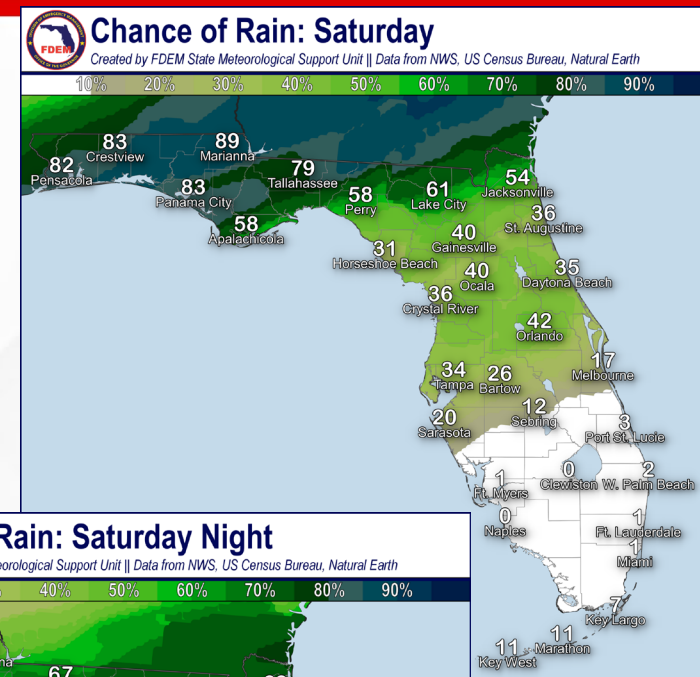 FDEM
Chance of Rain: Saturday
Created by FDEM State Meteorological Support Unit || Data from NWS, US Census Bureau, Natural Earth
10% 20% 30% 40% 50% 60% 70% 80% 90%
83
Crestview
89
Marianna
82
Pensacola
79
Tallahassee
83
Panama City
58
Perry
61
Lake City
54
Jacksonville
58
Apalachicola
36
St. Augustine
40
Gainesville
31
Horseshoe Beach
40
Ocala
35
Daytona Beach
36
Crystal River
42
Orlando
34
Tampa
26
Bartow
17
Melbourne
20
Sarasota
12
Sebring
3
Port St. Lucie
1
Ft. Myers
0
Clewiston
2
W. Palm Beach
0
Naples
1
Ft. Lauderdale
1
Miami
7
Key Largo
11
Marathon
11
Key West
Rain: Saturday Night
eorological Support Unit || Data from NWS, US Census Bureau, Natural Earth
40% 50% 60% 70% 80% 90%
na
67